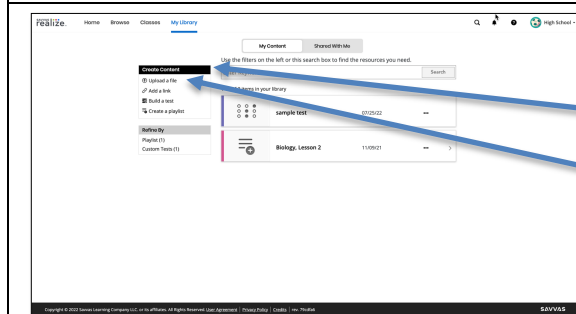 SAVVAS
realize.
Home Browse Classes My Library
High School
My Content Shared With Me
Use the filters on the left or this search box to find the resources you need.
Search
items in your library
Create Content
Upload a file
Add a link
Build a test
Create a playlist
Refine By
Playlist (1)
Custom Tests (1)
sample test 07/25/22
Biology, Lesson 2 11/09/21
Copyright © 2022 Savvas Learning Company LLC. or its affiliates. All Rights Reserved. User Agreement | Privacy Policy | Credits | rev.
SAVVAS